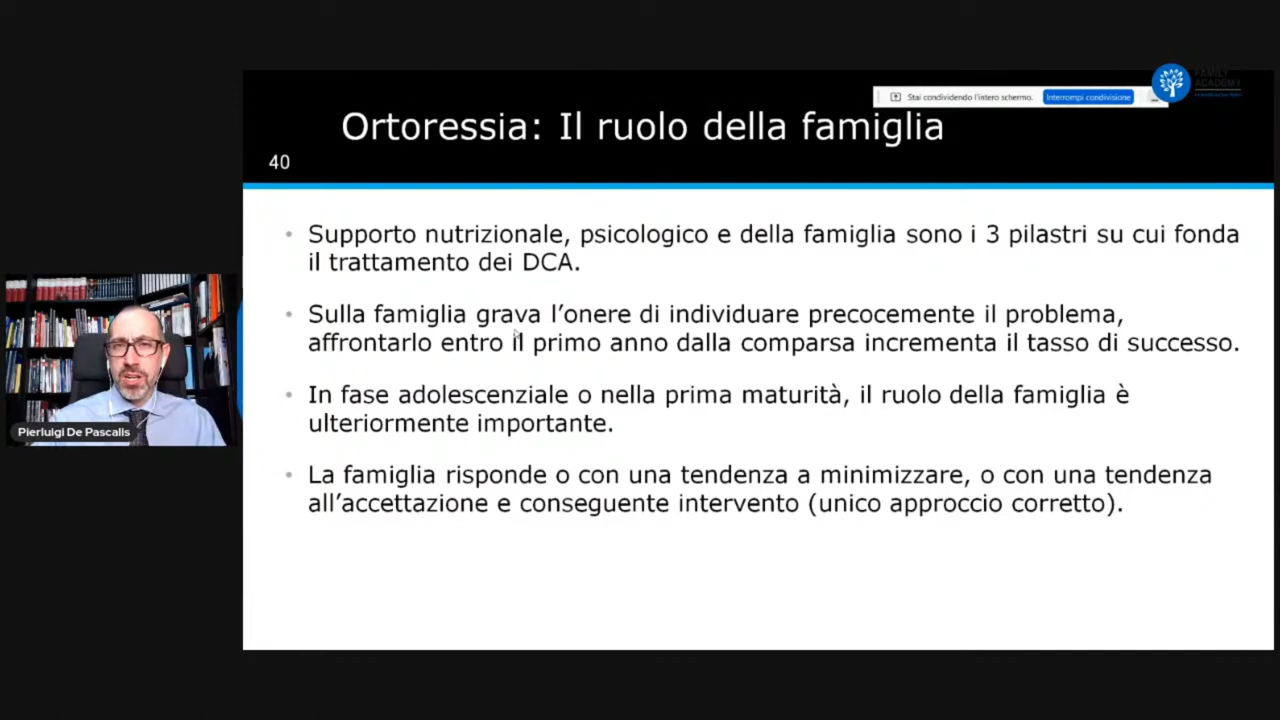 FAMILY
ACADEMY
Stai condividendo l'intero schermo. Interrompi condivisione
Ortoressia: Il ruolo della famiglia
40
• Supporto nutrizionale, psicologico e della famiglia sono i 3 pilastri su cui fonda
il trattamento dei DCA.
• Sulla famiglia grava l’onere di individuare precocemente il problema,
affrontarlo entro il primo anno dalla comparsa incrementa il tasso di successo.
• In fase adolescenziale o nella prima maturità, il ruolo della famiglia è
ulteriormente importante.
• La famiglia risponde o con una tendenza a minimizzare, o con una tendenza
all’accettazione e conseguente intervento (unico approccio corretto).
Pierluigi De Pascalis